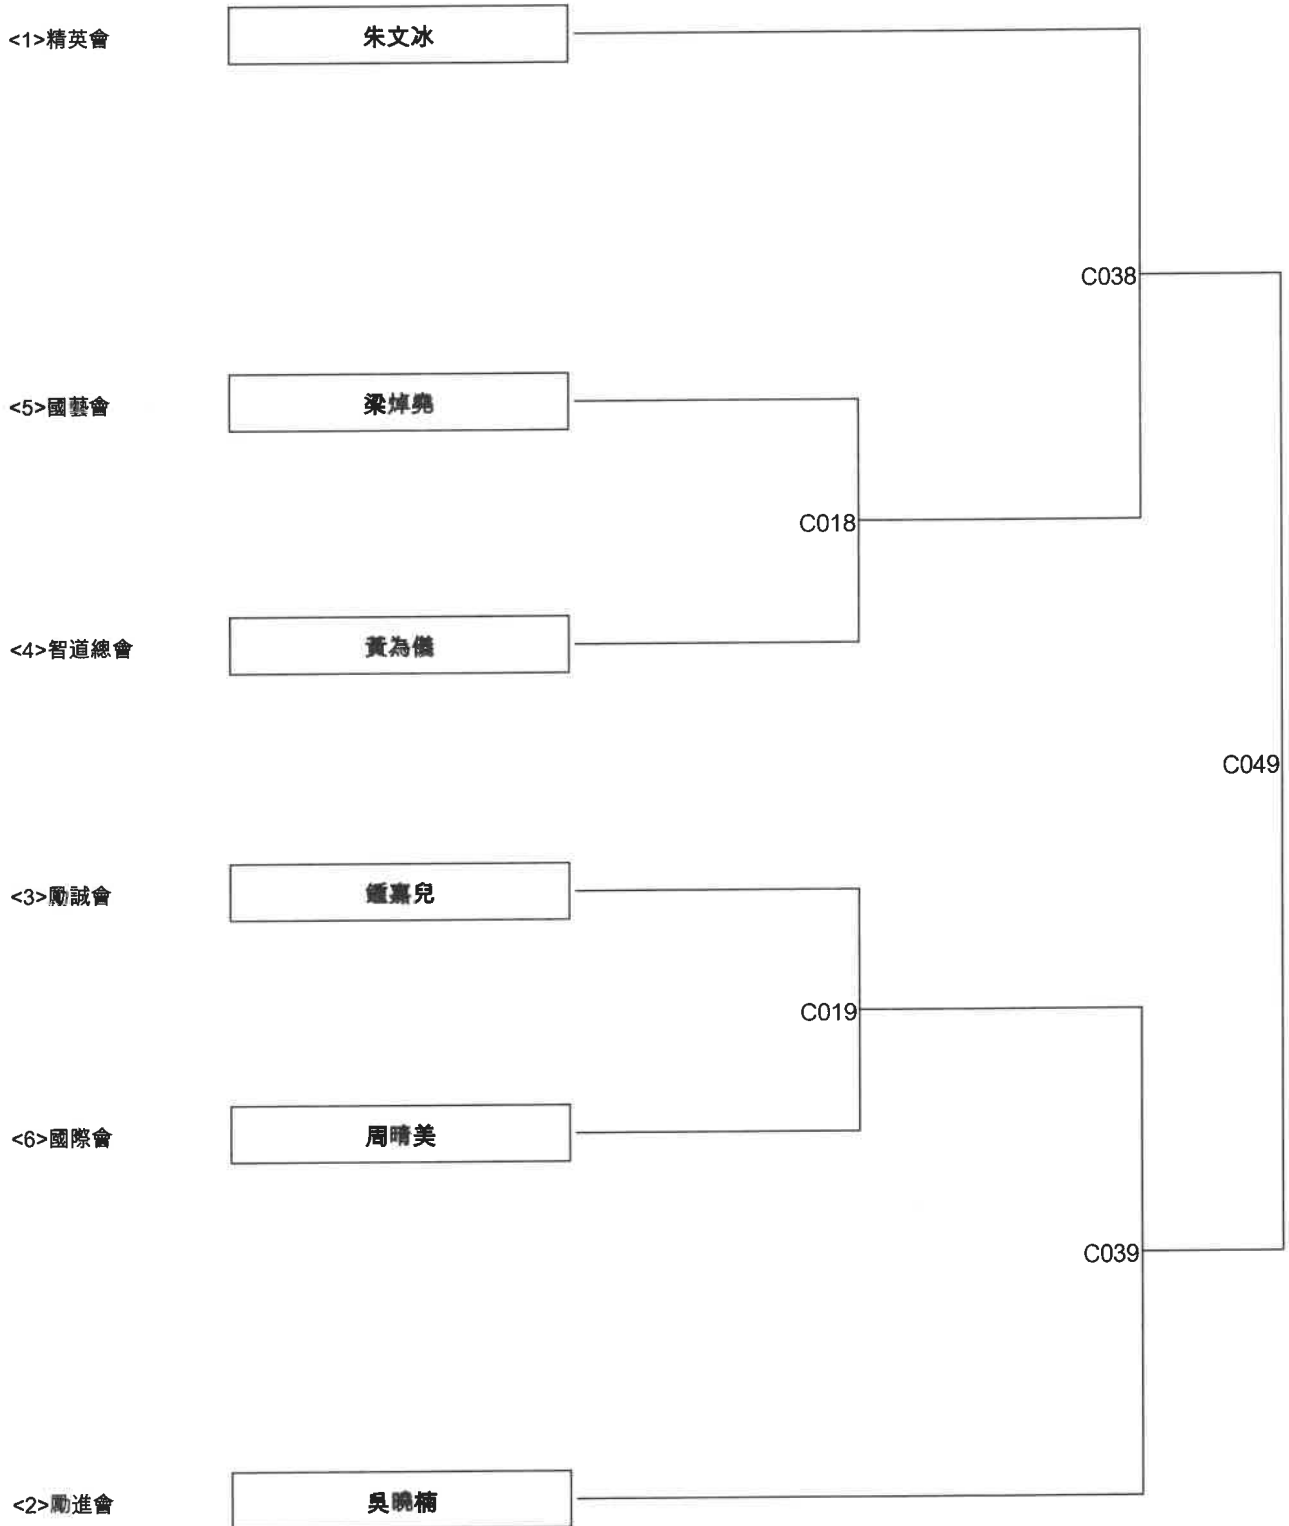 <1>精英會 朱文冰
C038
<5>國藝會 梁焯堯
C018
<4>智道總會 黃為儀
C049
<3>勵誠會 鍾嘉兒
C019
<6>國際會 周晴美
C039
<2>勵進會 吳曉楠